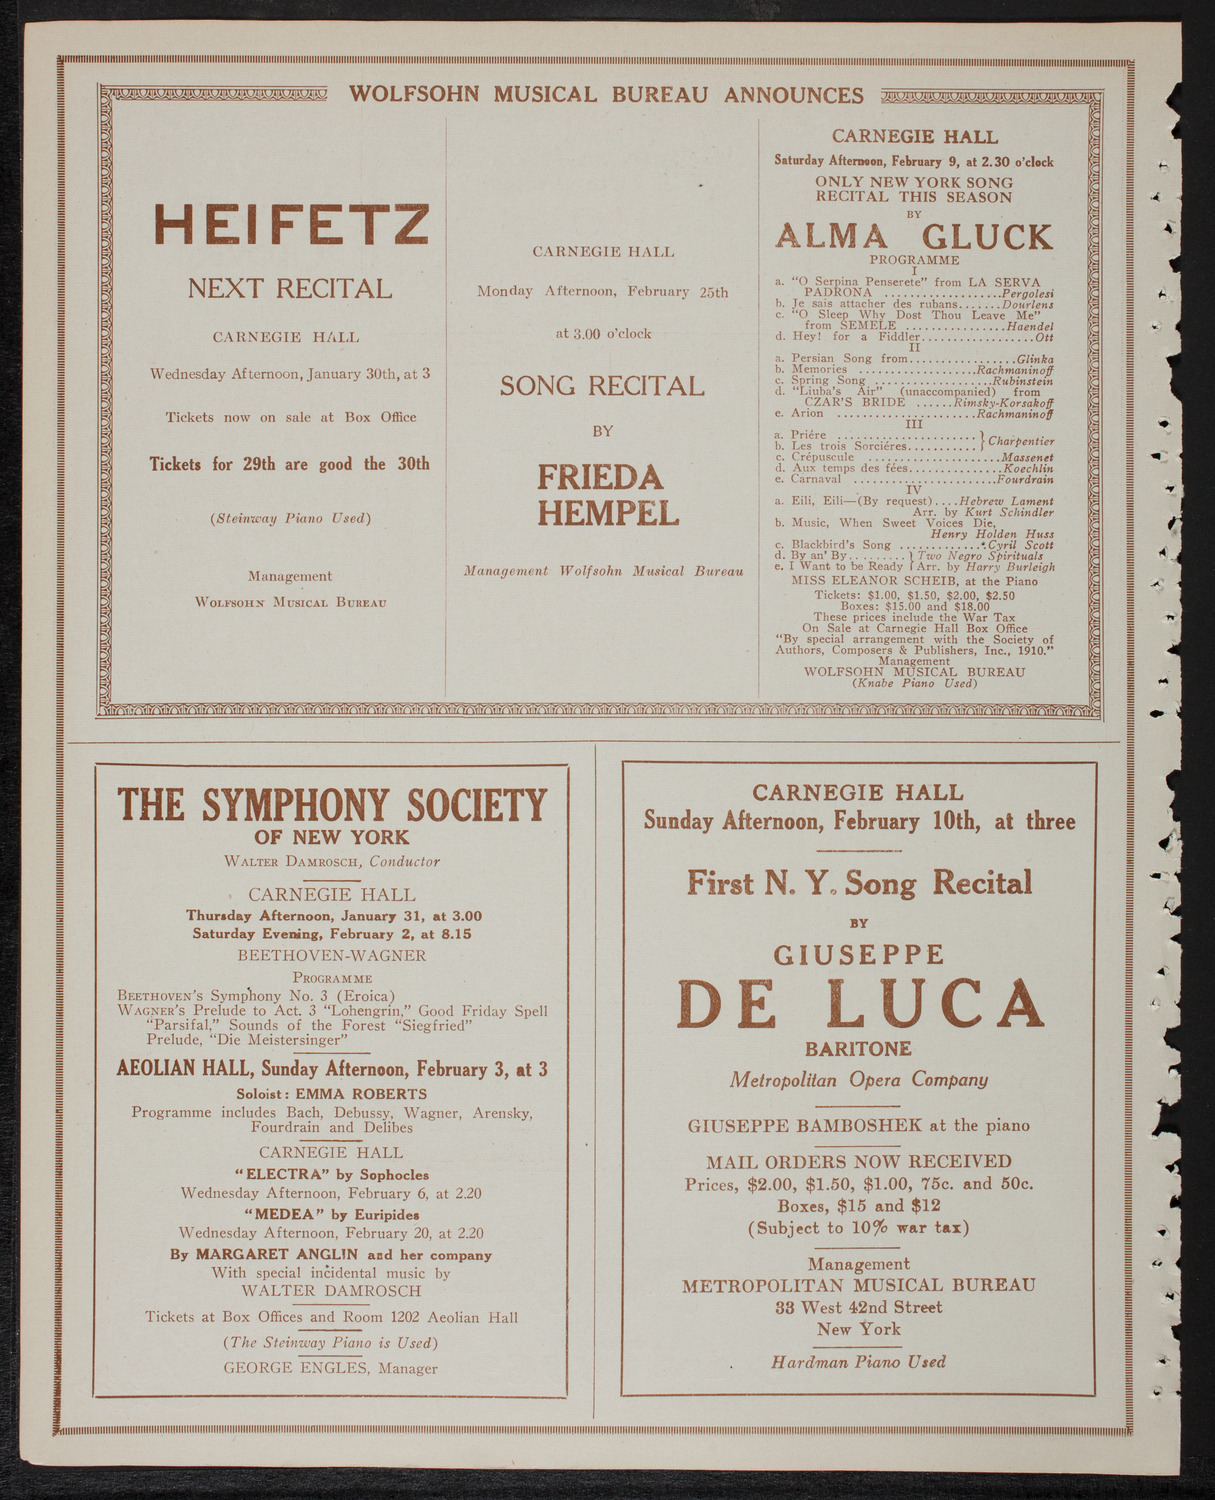 WOLFSOHN MUSICAL BUREAU ANNOUNCES
HEIFETZ
NEXT RECITAL
CARNEGIE HALL
Wednesday Afternoon, January 30th, at 3
Tickets now on sale at Box Office
Tickets for 29th are good the 30th
(Steinway Piano Used)
Management
WOLFSOHN MUSICAL BUREAU
CARNEGIE HALL
Monday Afternoon, February 25th
at 3.00 o'clock
SONG RECITAL
BY
FRIEDA
HEMPEL
Management Wolfsohn Musical Bureau
CARNEGIE HALL
Saturday Afternoon, February 9, at 2.30 o'clock
ONLY NEW YORK SONG
RECITAL THIS SEASON
BY
ALMA GLUCK
PROGRAMME
I
a. "O Serpina Penserete" from LA SERVA
PADRONA ...................Pergolesi
b. Je sais attacher des rubans.......Dourlens
c. "O Sleep Why Dost Thou Leave Me"
from SEMELE ................Haendel
d. Hey! for a Fiddler..................Ott
II
a. Persian Song from.................Glinka
b. Memories ...................Rachmaninoff
c. Spring Song ...................Rubinstein
d. "Liuba's Air" (unaccompanied) from
CZAR'S BRIDE ......Rimsky-Korsakoff
e. Arion ......................Rachmaninoff
III
a. Priére ......................
b. Les trois Sorciéres........... } Charpentier
c. Crépuscule ......................Massenet
d. Aux temps des fées...............Koechlin
e. Carnaval .......................Fourdrain
IV
a. Eili, Eili—(By request)....Hebrew Lament
Arr. by Kurt Schindler
b. Music, When Sweet Voices Die,
Henry Holden Huss
c. Blackbird's Song .............Cyril Scott
d. By an' By......... } Two Negro Spirituals
e. I Want to be Ready } Arr. by Harry Burleigh
MISS ELEANOR SCHEIB, at the Piano
Tickets: $1.00, $1.50, $2.00, $2.50
Boxes: $15.00 and $18.00
These prices include the War Tax
On Sale at Carnegie Hall Box Office
"By special arrangement with the Society of
Authors, Composers & Publishers, Inc., 1910."
Management
WOLFSOHN MUSICAL BUREAU
(Knabe Piano Used)
THE SYMPHONY SOCIETY
OF NEW YORK
WALTER DAMROSCH, Conductor
CARNEGIE HALL
Thursday Afternoon, January 31, at 3.00
Saturday Evening, February 2, at 8.15
BEETHOVEN-WAGNER
PROGRAMME
BEETHOVEN'S Symphony No. 3 (Eroica)
WAGNER'S Prelude to Act. 3 "Lohengrin," Good Friday Spell
"Parsifal," Sounds of the Forest "Siegfried"
Prelude, "Die Meistersinger"
AEOLIAN HALL, Sunday Afternoon, February 3, at 3
Soloist: EMMA ROBERTS
Programme includes Bach, Debussy, Wagner, Arensky,
Fourdrain and Delibes
CARNEGIE HALL
"ELECTRA" by Sophocles
Wednesday Afternoon, February 6, at 2.20
"MEDEA" by Euripides
Wednesday Afternoon, February 20, at 2.20
By MARGARET ANGLIN and her company
With special incidental music by
WALTER DAMROSCH
Tickets at Box Offices and Room 1202 Aeolian Hall
(The Steinway Piano is Used)
GEORGE ENGLES, Manager
CARNEGIE HALL
Sunday Afternoon, February 10th, at three
First N. Y. Song Recital
BY
GIUSEPPE
DE LUCA
BARITONE
Metropolitan Opera Company
GIUSEPPE BAMBOSHEK at the piano
MAIL ORDERS NOW RECEIVED
Prices, $2.00, $1.50, $1.00, 75c. and 50c.
Boxes, $15 and $12
(Subject to 10% war tax)
Management
METROPOLITAN MUSICAL BUREAU
33 West 42nd Street
New York
Hardman Piano Used